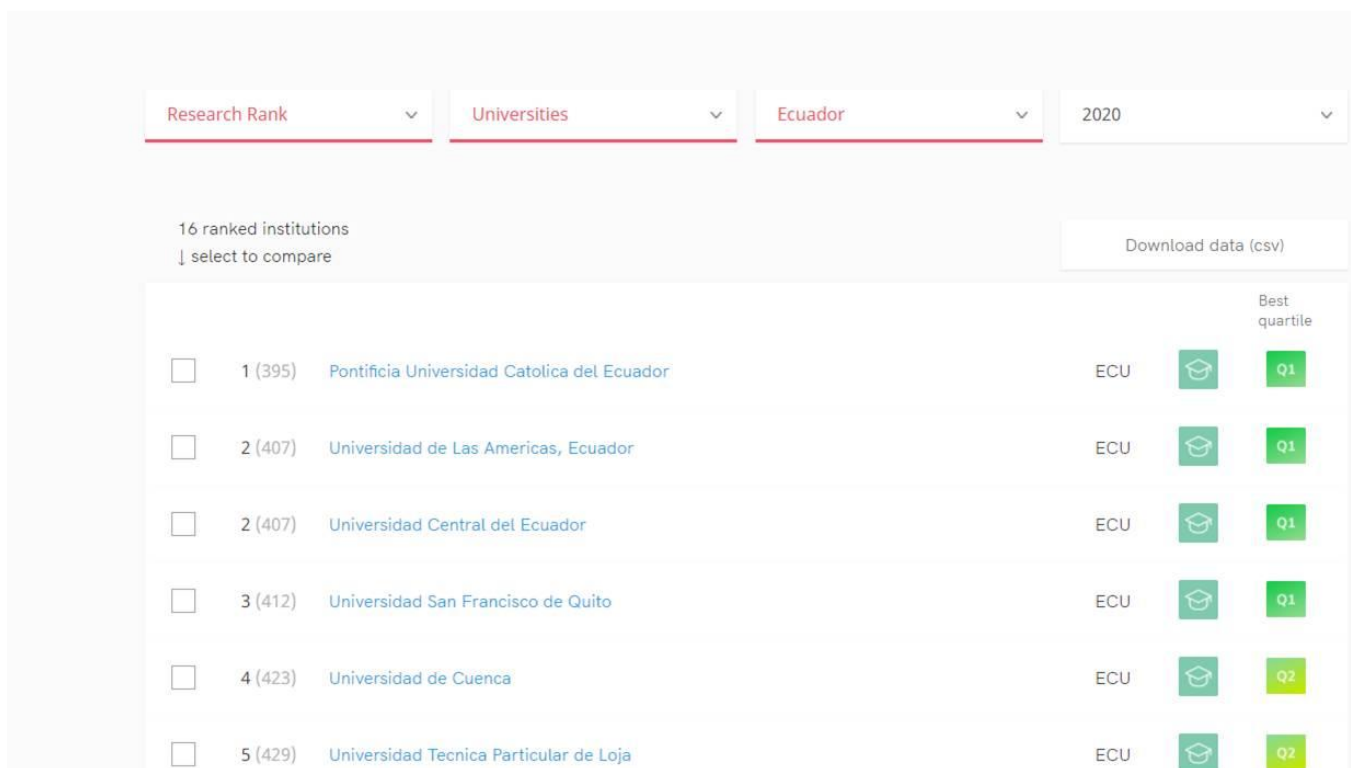 Research Rank Universities Ecuador 2020
16 ranked institutions
↓ select to compare
Download data (csv)
Best
quartile
1 (395) Pontificia Universidad Catolica del Ecuador ECU Q1
2 (407) Universidad de Las Americas, Ecuador ECU Q1
2 (407) Universidad Central del Ecuador ECU Q1
3 (412) Universidad San Francisco de Quito ECU Q1
4 (423) Universidad de Cuenca ECU Q2
5 (429) Universidad Tecnica Particular de Loja ECU Q2